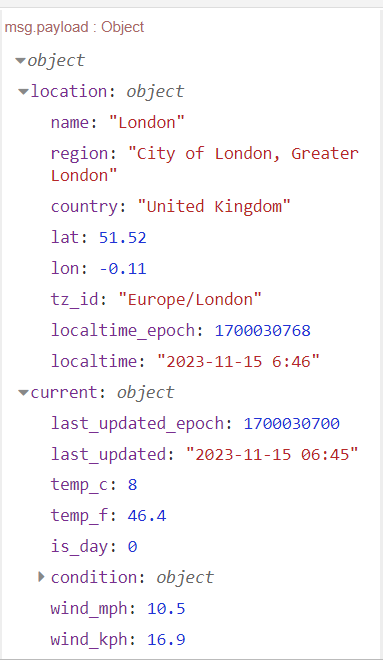 msg.payload : Object
object
location: object
name: "London"
region: "City of London, Greater
London"
country: "United Kingdom"
lat: 51.52
lon: -0.11
tz_id: "Europe/London"
localtime_epoch: 1700030768
localtime: "2023-11-15 6:46"
current: object
last_updated_epoch: 1700030700
last_updated: "2023-11-15 06:45"
temp_c: 8
temp_f: 46.4
is_day: 0
condition: object
wind_mph: 10.5
wind_kph: 16.9